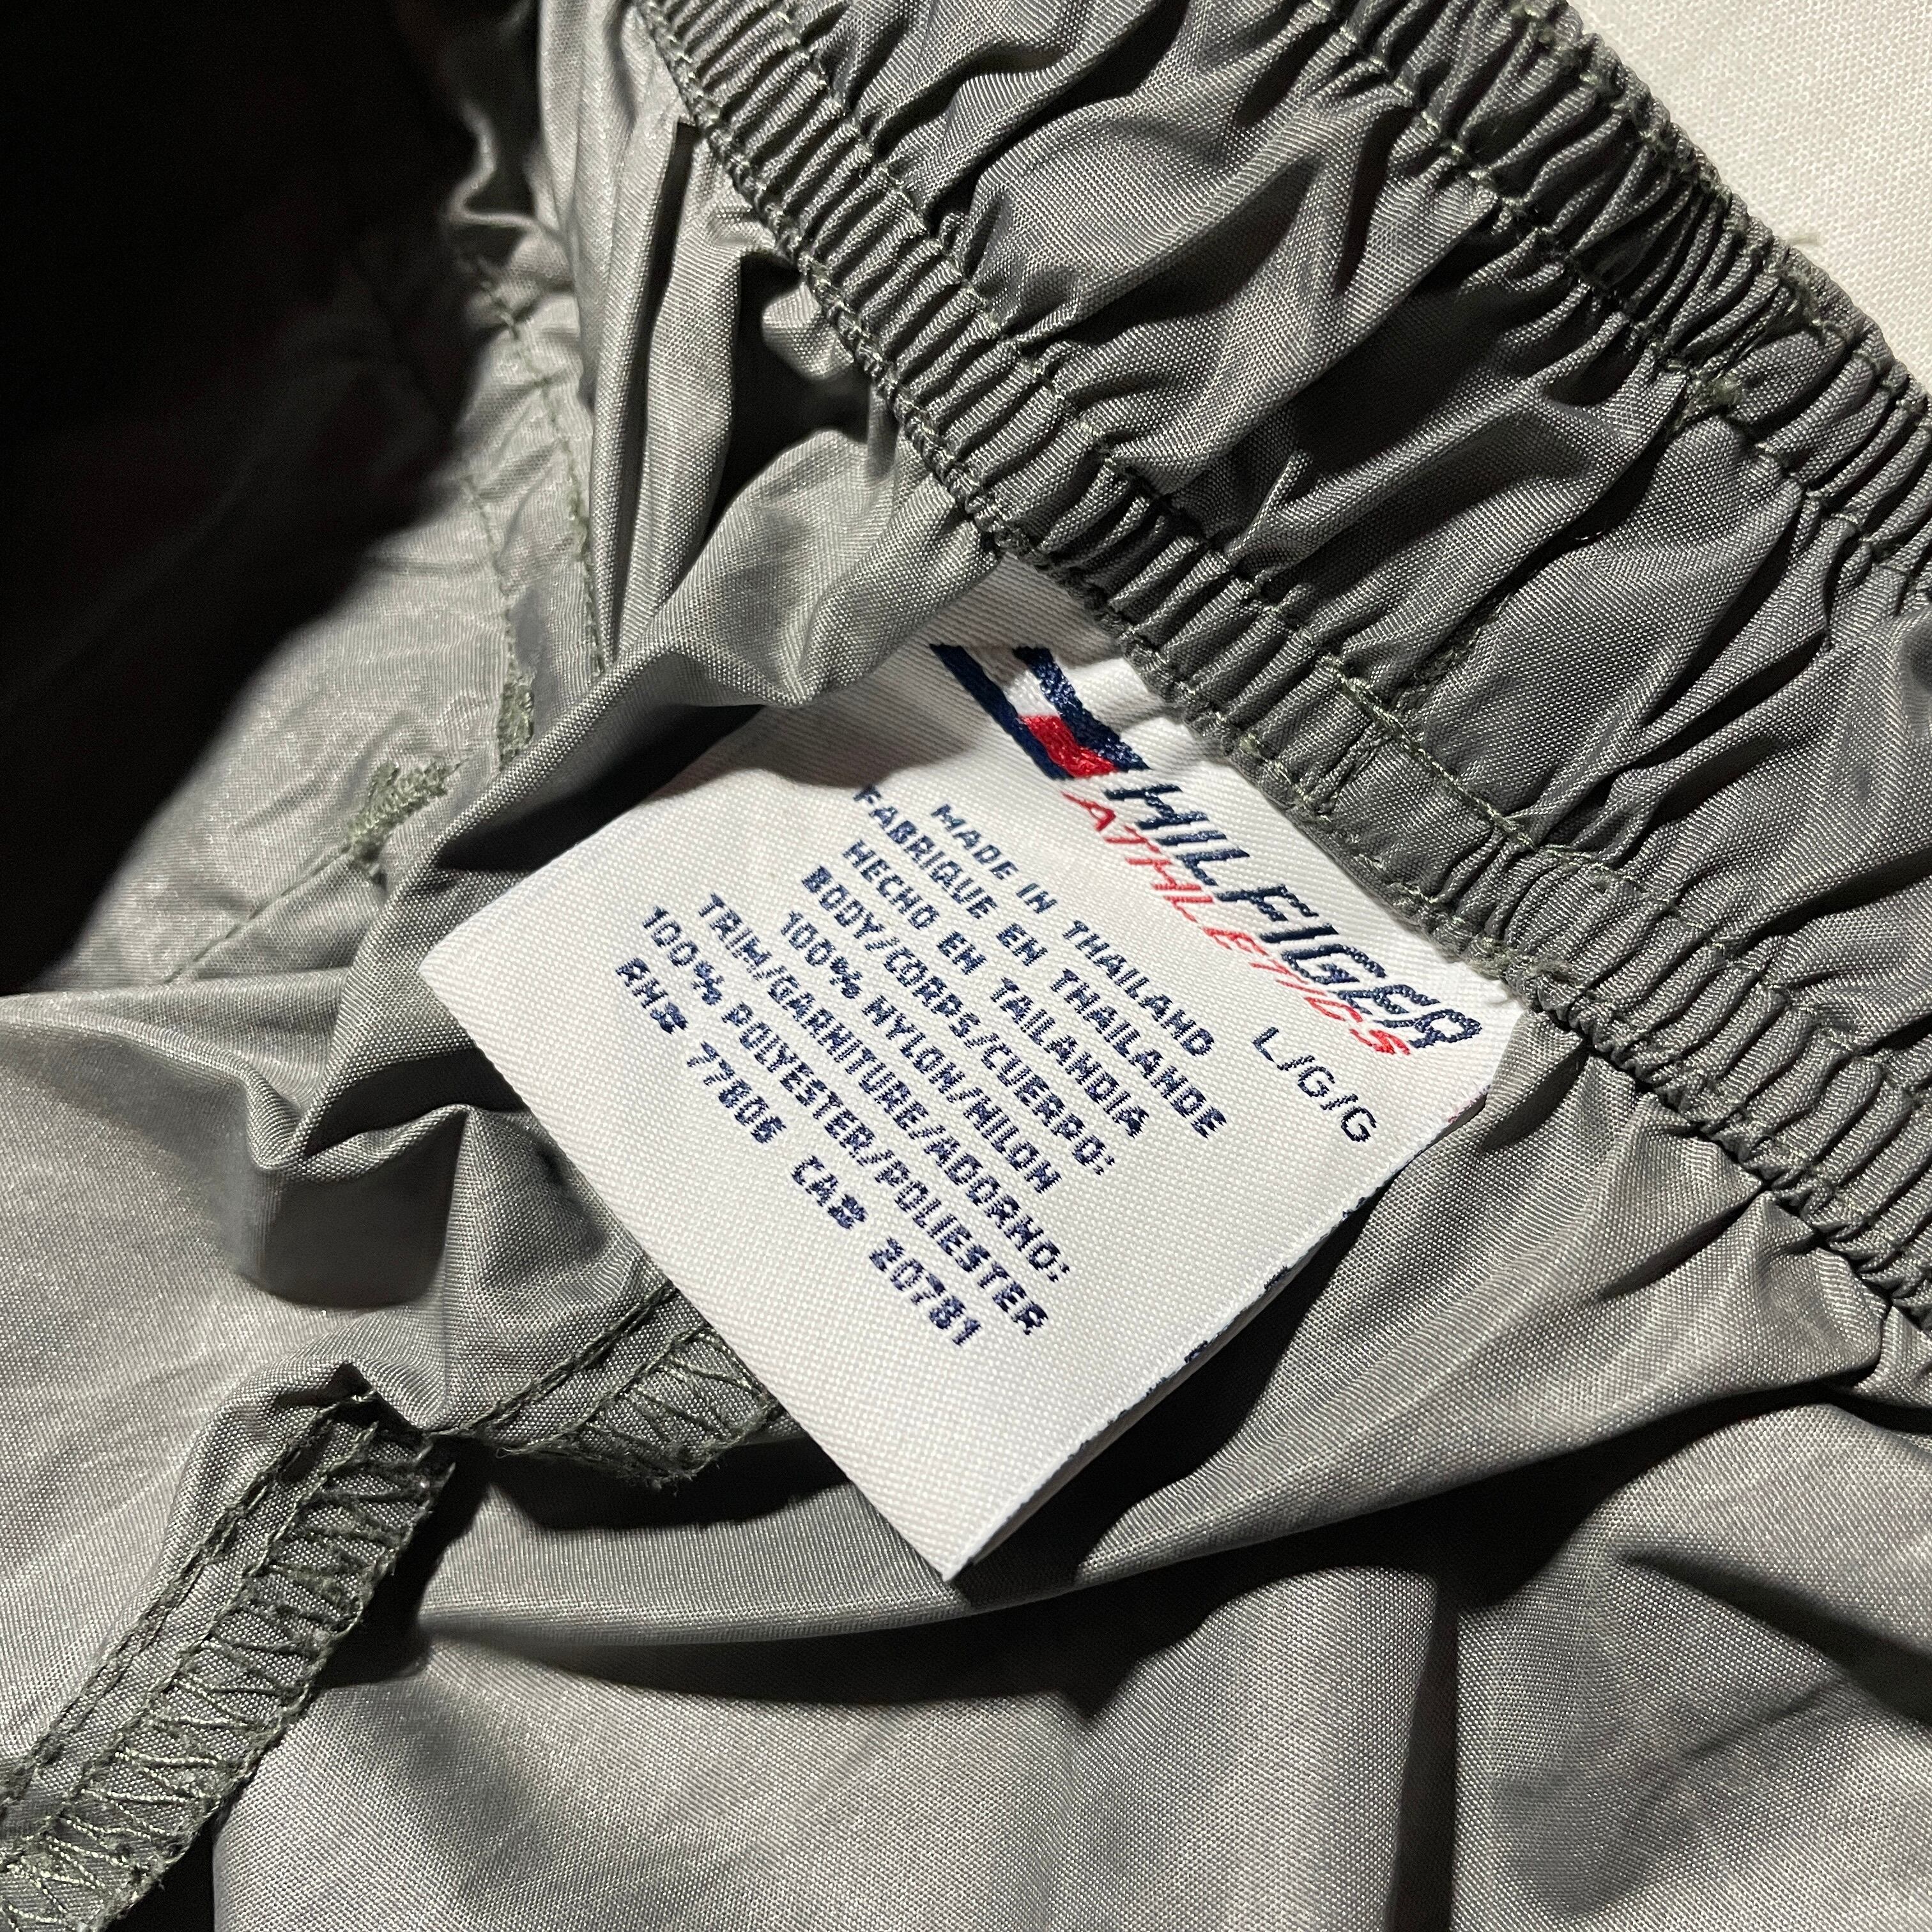 HILFIGER
ATHLETICS
L/G/G
MADE IN THAILAND
FABRIQUE EN THAILANDE
HECHO EN TAILANDIA
BODY/CORPS/CUERPO:
100% NYLON/NILON
TRIM/GARNITURE/ADORNO:
100% POLYESTER/POLIESTER
RN# 77806 CA# 20781